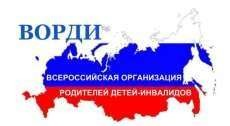 ВОРДИ
ВСЕРОССИЙСКАЯ ОРГАНИЗАЦИЯ
РОДИТЕЛЕЙ ДЕТЕЙ-ИНВАЛИДОВ